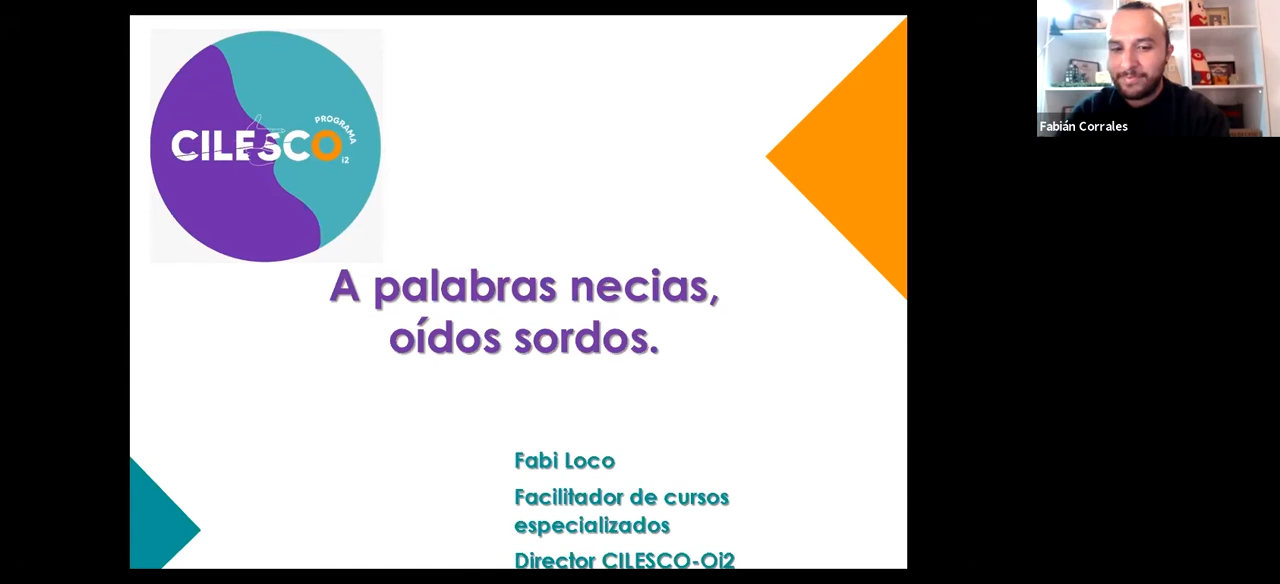 PROGRAMA
CILESCO
i2
A palabras necias,
oídos sordos.
Fabi Loco
Facilitador de cursos
especializados
Director CILESCO-Oi2
Fabián Corrales